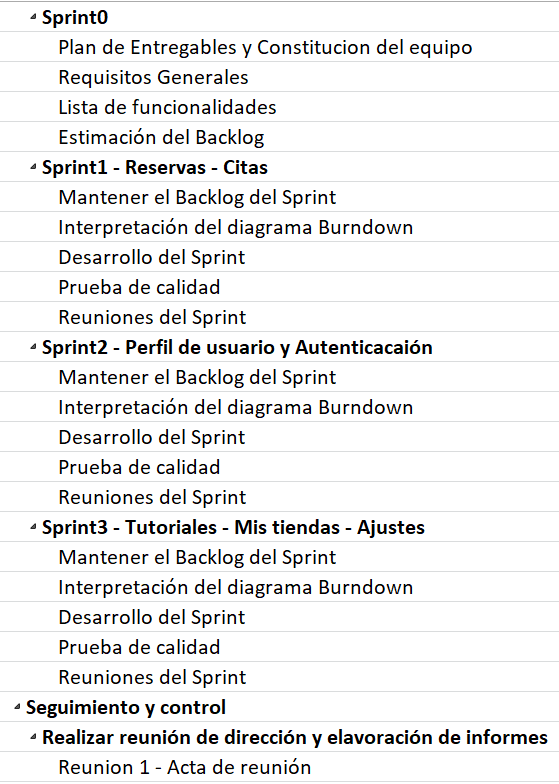 Sprint0
Plan de Entregables y Constitucion del equipo
Requisitos Generales
Lista de funcionalidades
Estimación del Backlog
Sprint1 - Reservas - Citas
Mantener el Backlog del Sprint
Interpretación del diagrama Burndown
Desarrollo del Sprint
Prueba de calidad
Reuniones del Sprint
Sprint2 - Perfil de usuario y Autenticacaión
Mantener el Backlog del Sprint
Interpretación del diagrama Burndown
Desarrollo del Sprint
Prueba de calidad
Reuniones del Sprint
Sprint3 - Tutoriales - Mis tiendas - Ajustes
Mantener el Backlog del Sprint
Interpretación del diagrama Burndown
Desarrollo del Sprint
Prueba de calidad
Reuniones del Sprint
Seguimiento y control
Realizar reunión de dirección y elavoración de informes
Reunion 1 - Acta de reunión